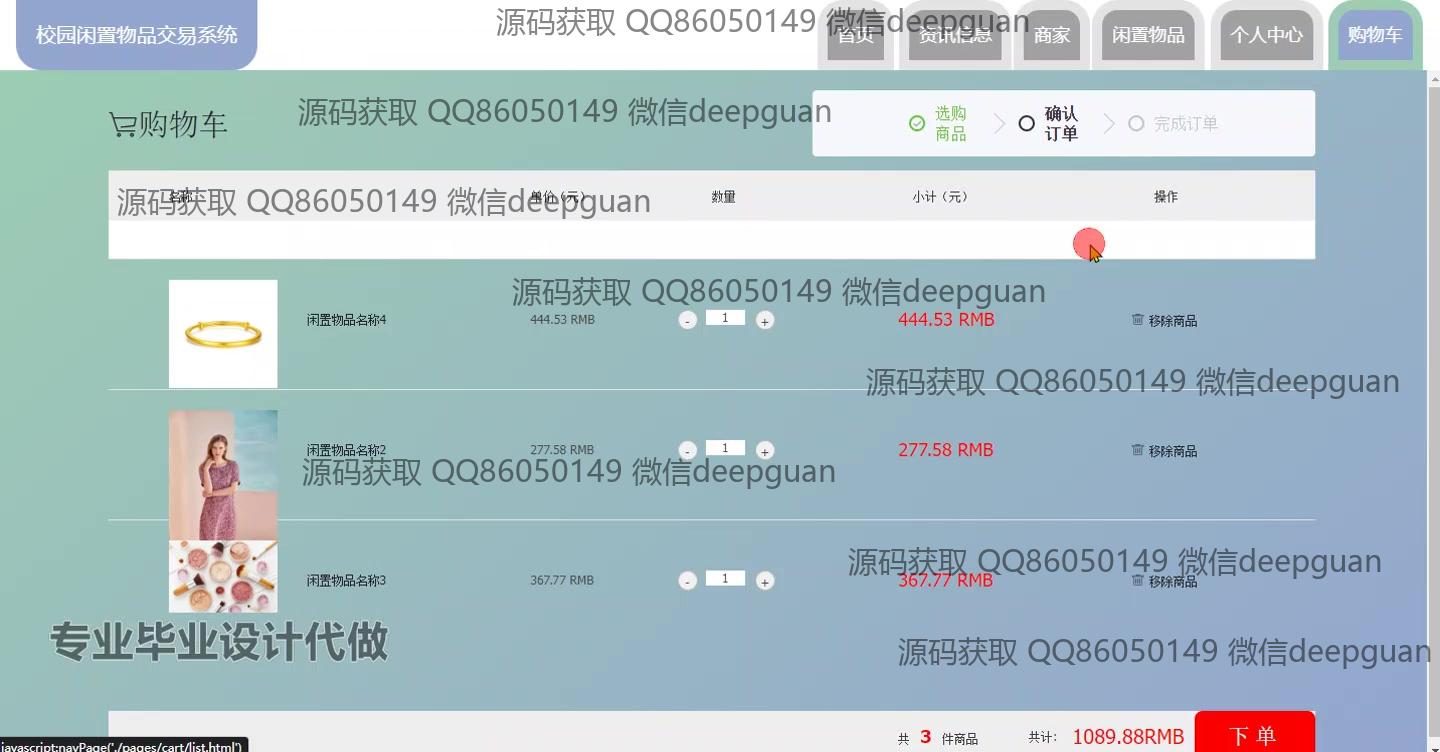 校园闲置物品交易系统
源码获取 QQ86050149 微信deepguan
首页 资讯信息 商家 闲置物品 个人中心 购物车
购物车
源码获取 QQ86050149 微信deepguan
选购商品
确认订单
完成订单
名称 单价（元） 数量 小计（元） 操作
源码获取 QQ86050149 微信deepguan
源码获取 QQ86050149 微信deepguan
闲置物品名称4 444.53 RMB - 1 + 444.53 RMB 移除商品
源码获取 QQ86050149 微信deepguan
闲置物品名称2 277.58 RMB - 1 + 277.58 RMB 移除商品
源码获取 QQ86050149 微信deepguan
源码获取 QQ86050149 微信deepguan
闲置物品名称3 367.77 RMB - 1 + 367.77 RMB 移除商品
专业毕业设计代做
源码获取 QQ86050149 微信deepguan
共 3 件商品 共计： 1089.88RMB 下单
javascript:navPage('./pages/cart/list.html')